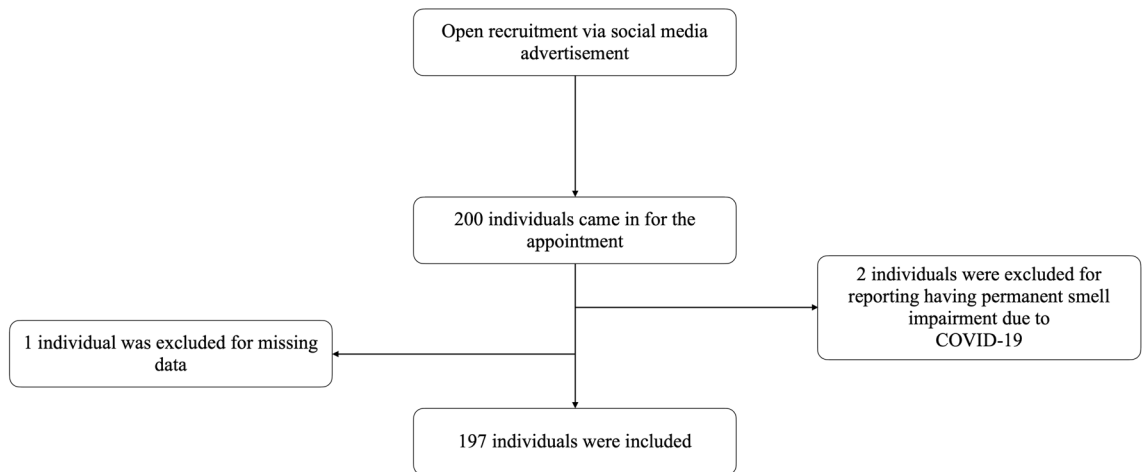 Open recruitment via social media
advertisement
200 individuals came in for the
appointment
2 individuals were excluded for
reporting having permanent smell
impairment due to
COVID-19
1 individual was excluded for missing
data
197 individuals were included